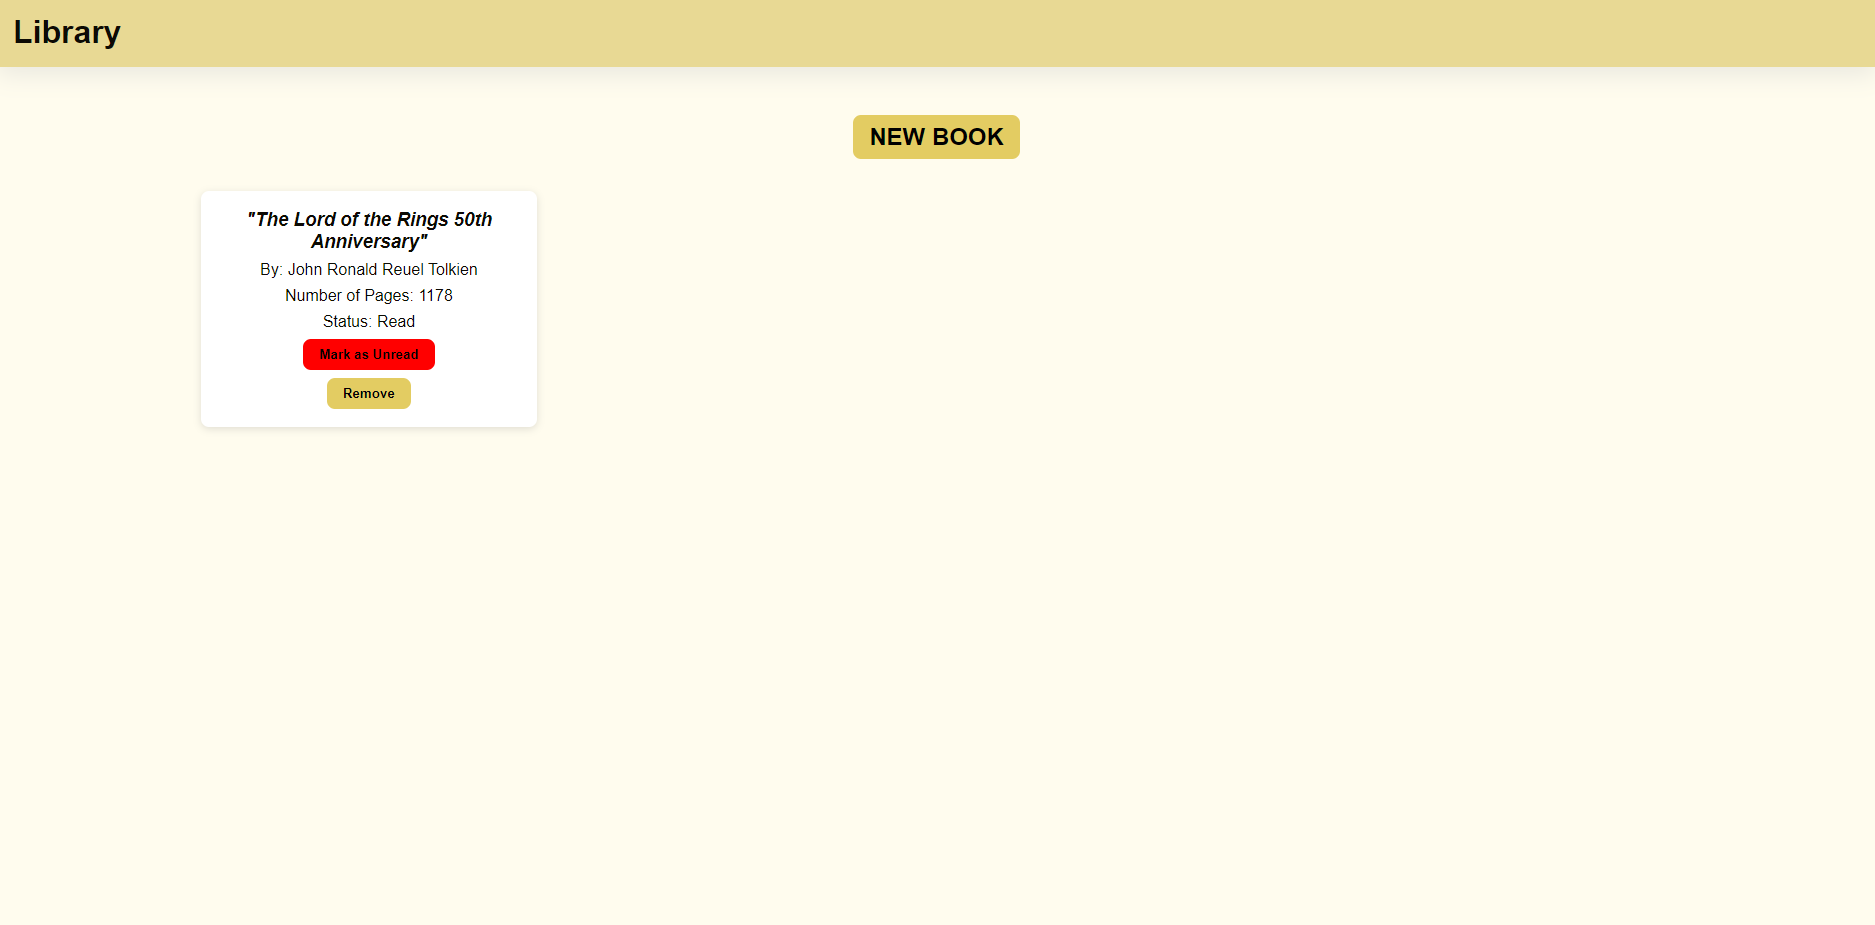 Library
NEW BOOK
"The Lord of the Rings 50th
Anniversary"
By: John Ronald Reuel Tolkien
Number of Pages: 1178
Status: Read
Mark as Unread
Remove